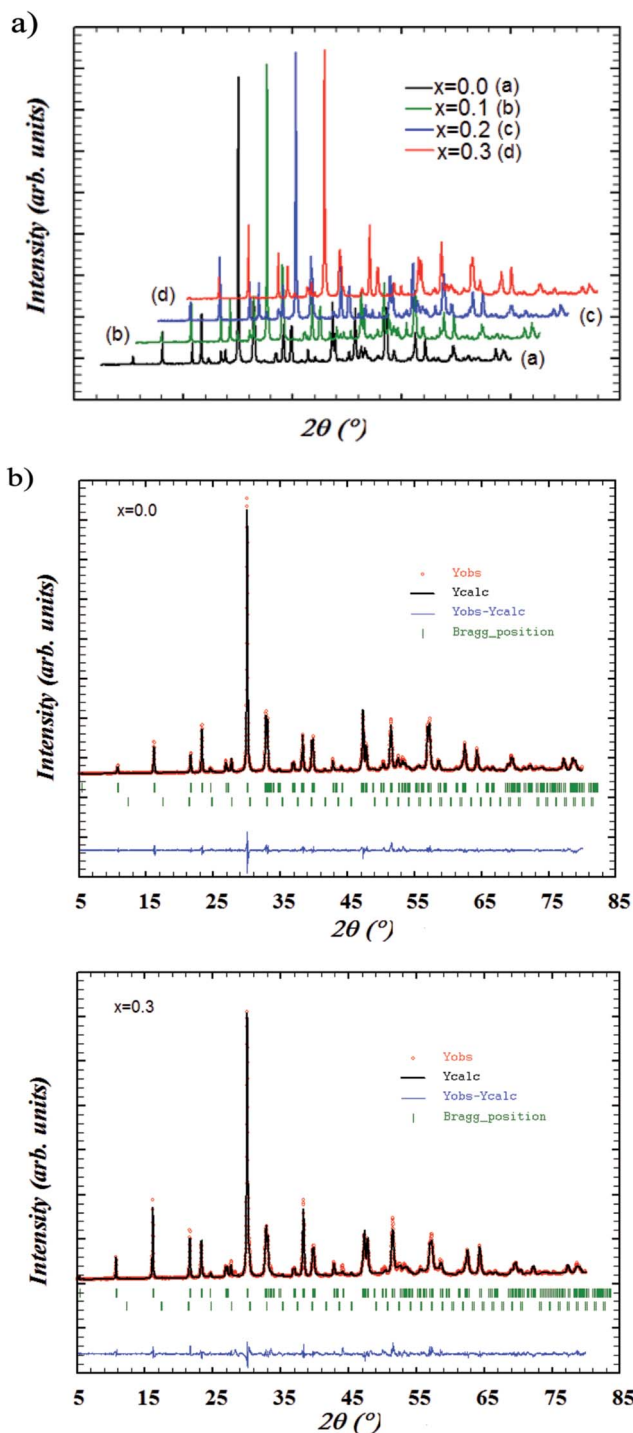 a)
Intensity (arb. units)
x=0.0 (a)
x=0.1 (b)
x=0.2 (c)
x=0.3 (d)
(d)
(c)
(b)
(a)
2θ (°)
b)
Intensity (arb. units)
x=0.0
Yobs
Ycalc
Yobs-Ycalc
Bragg_position
5 15 25 35 45 55 65 75 85
2θ (°)
Intensity (arb. units)
x=0.3
Yobs
Ycalc
Yobs-Ycalc
Bragg_position
5 15 25 35 45 55 65 75 85
2θ (°)